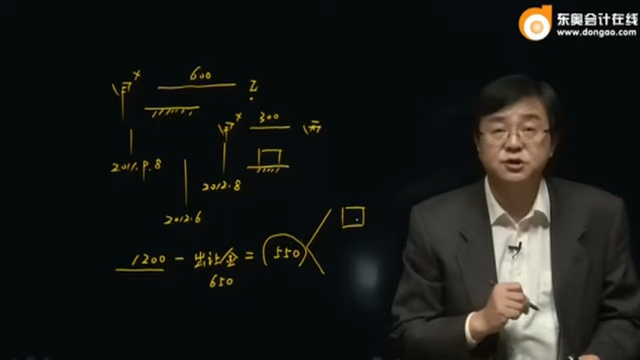 东奥会计在线
www.dongao.com
甲 600 乙
甲 300 丙
2011.9.8
2012.8
2012.6
1200 - 出让金 = 550
650